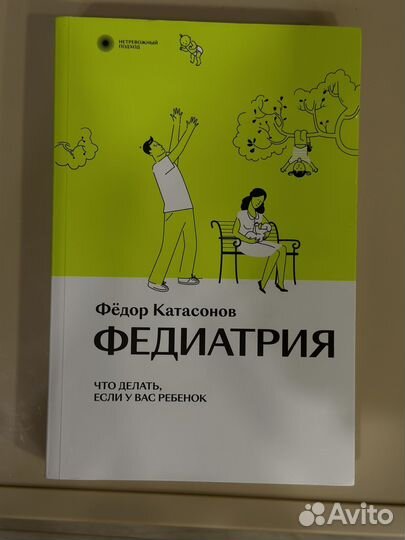 НЕТРЕВОЖНЫЙ
ПОДХОД
Фёдор Катасонов
ФЕДИАТРИЯ
ЧТО ДЕЛАТЬ,
ЕСЛИ У ВАС РЕБЕНОК
Avito